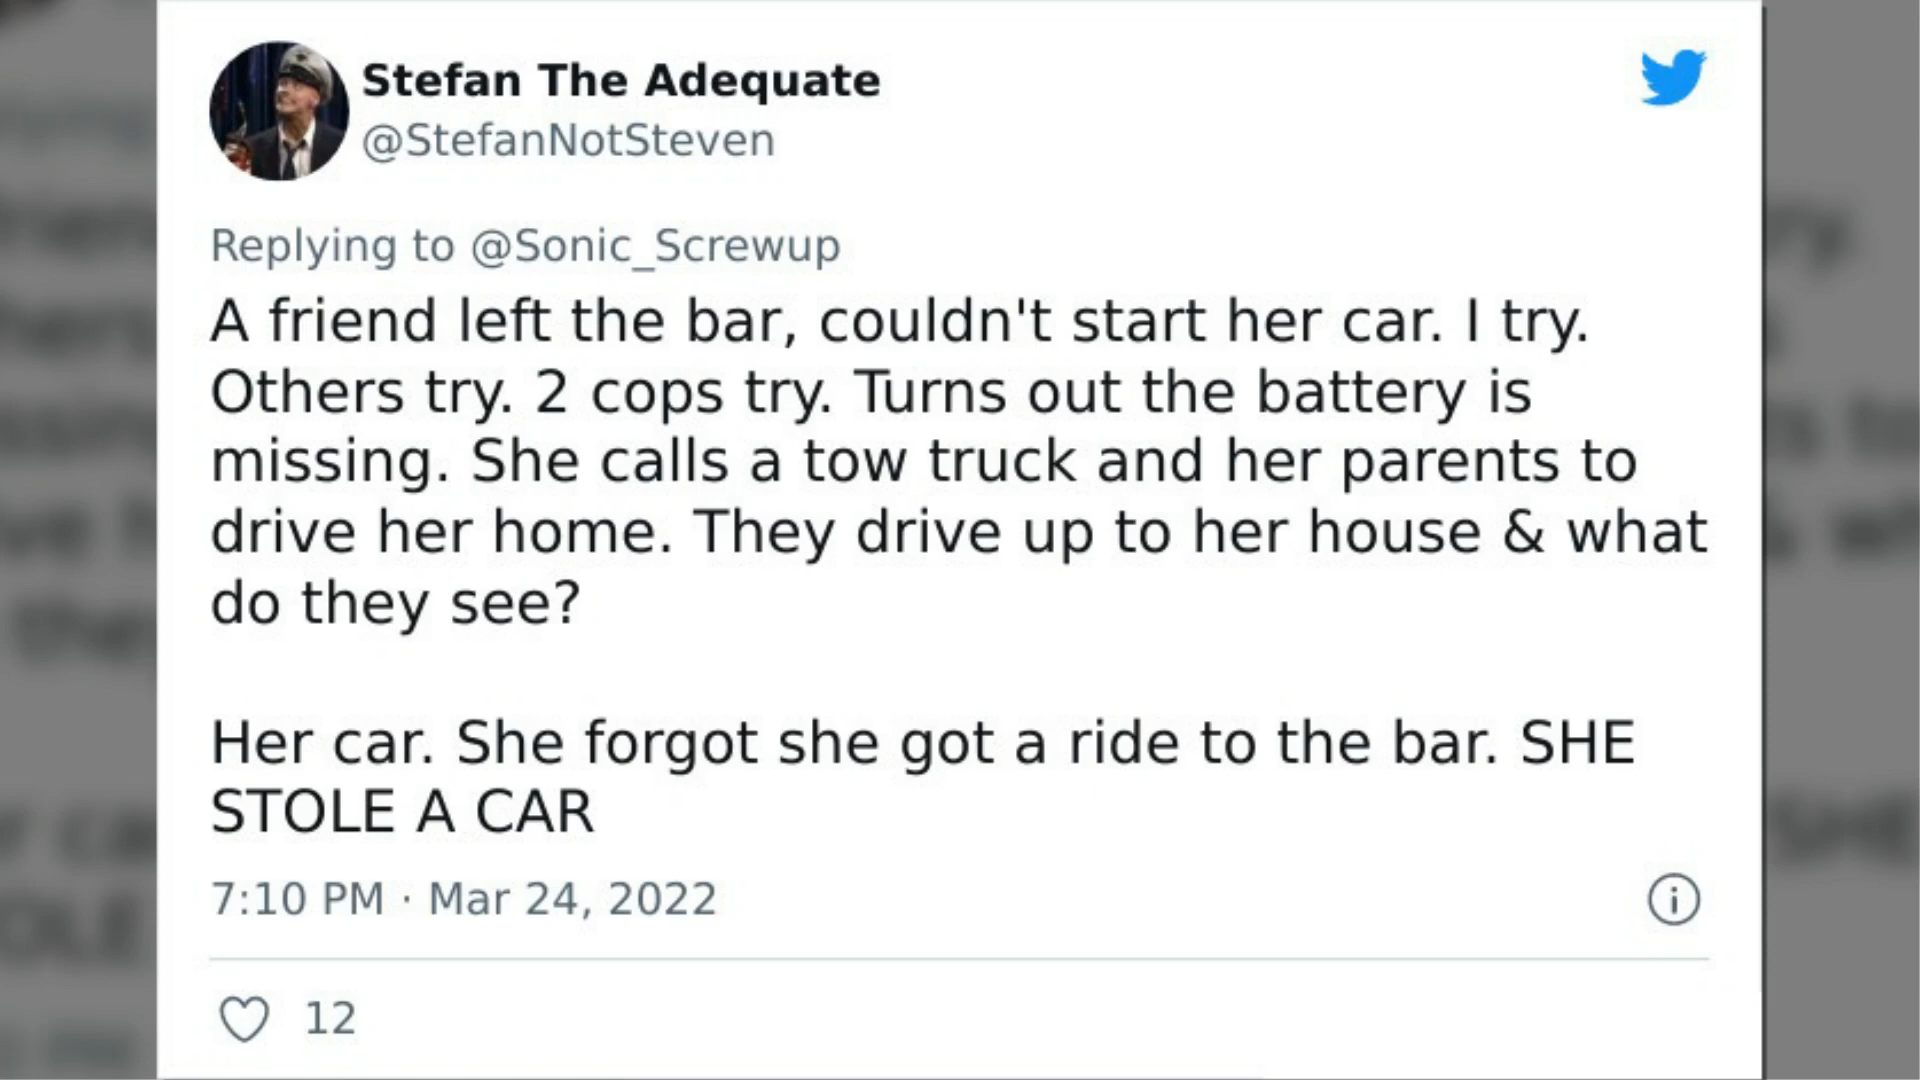 Stefan The Adequate
@StefanNotSteven
Replying to @Sonic_Screwup
A friend left the bar, couldn't start her car. I try.
Others try. 2 cops try. Turns out the battery is
missing. She calls a tow truck and her parents to
drive her home. They drive up to her house & what
do they see?
Her car. She forgot she got a ride to the bar. SHE
STOLE A CAR
7:10 PM · Mar 24, 2022
12